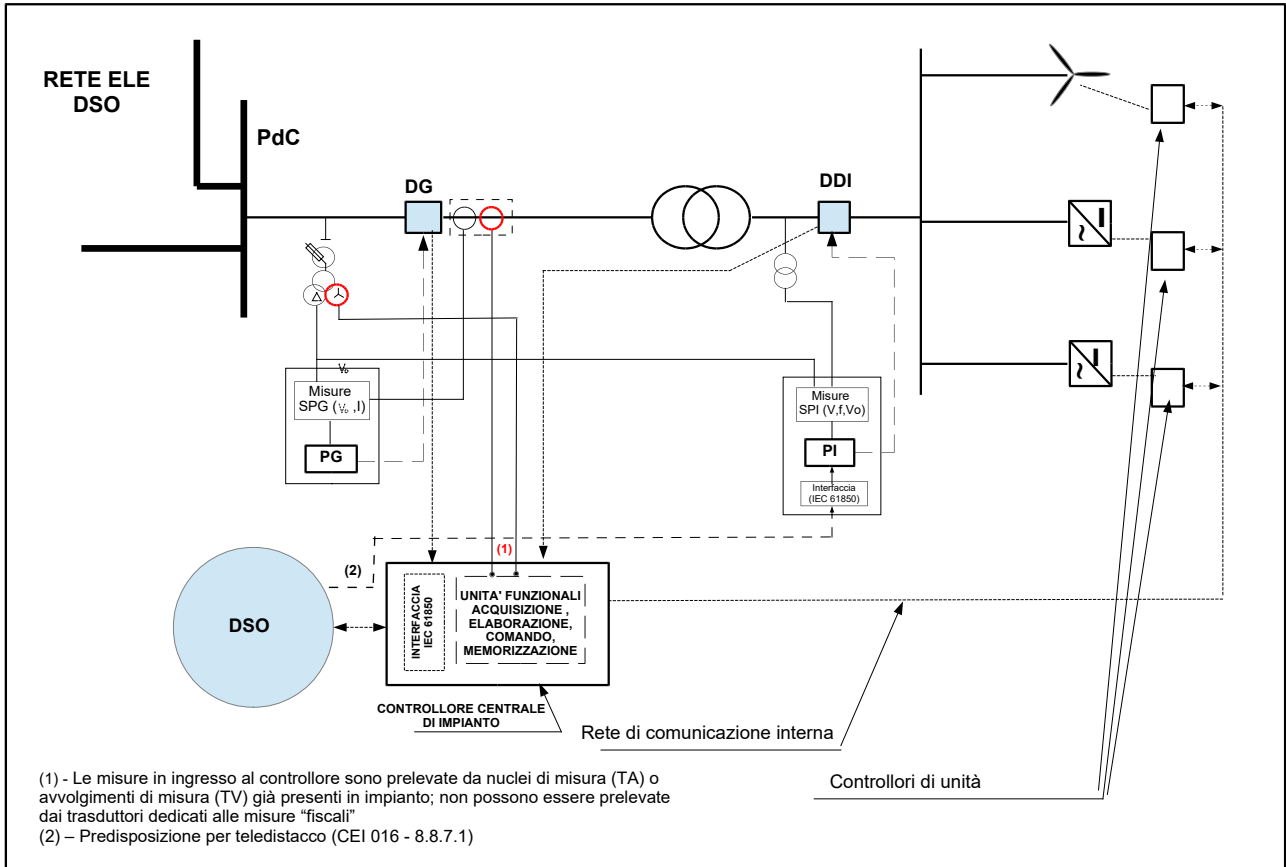 RETE ELE
DSO
PdC
DG
DDI
I
~
I
~
V₀
Misure
SPG (V₀ ,I)
PG
Misure
SPI (V,f,Vo)
PI
Interfaccia
(IEC 61850)
(1)
(2)
DSO
INTERFACCIA
IEC 61850
UNITA' FUNZIONALI
ACQUISIZIONE ,
ELABORAZIONE,
COMANDO,
MEMORIZZAZIONE
CONTROLLORE CENTRALE
DI IMPIANTO
Rete di comunicazione interna
Controllori di unità
(1) - Le misure in ingresso al controllore sono prelevate da nuclei di misura (TA) o
avvolgimenti di misura (TV) già presenti in impianto; non possono essere prelevate
dai trasduttori dedicati alle misure “fiscali”
(2) – Predisposizione per teledistacco (CEI 016 - 8.8.7.1)